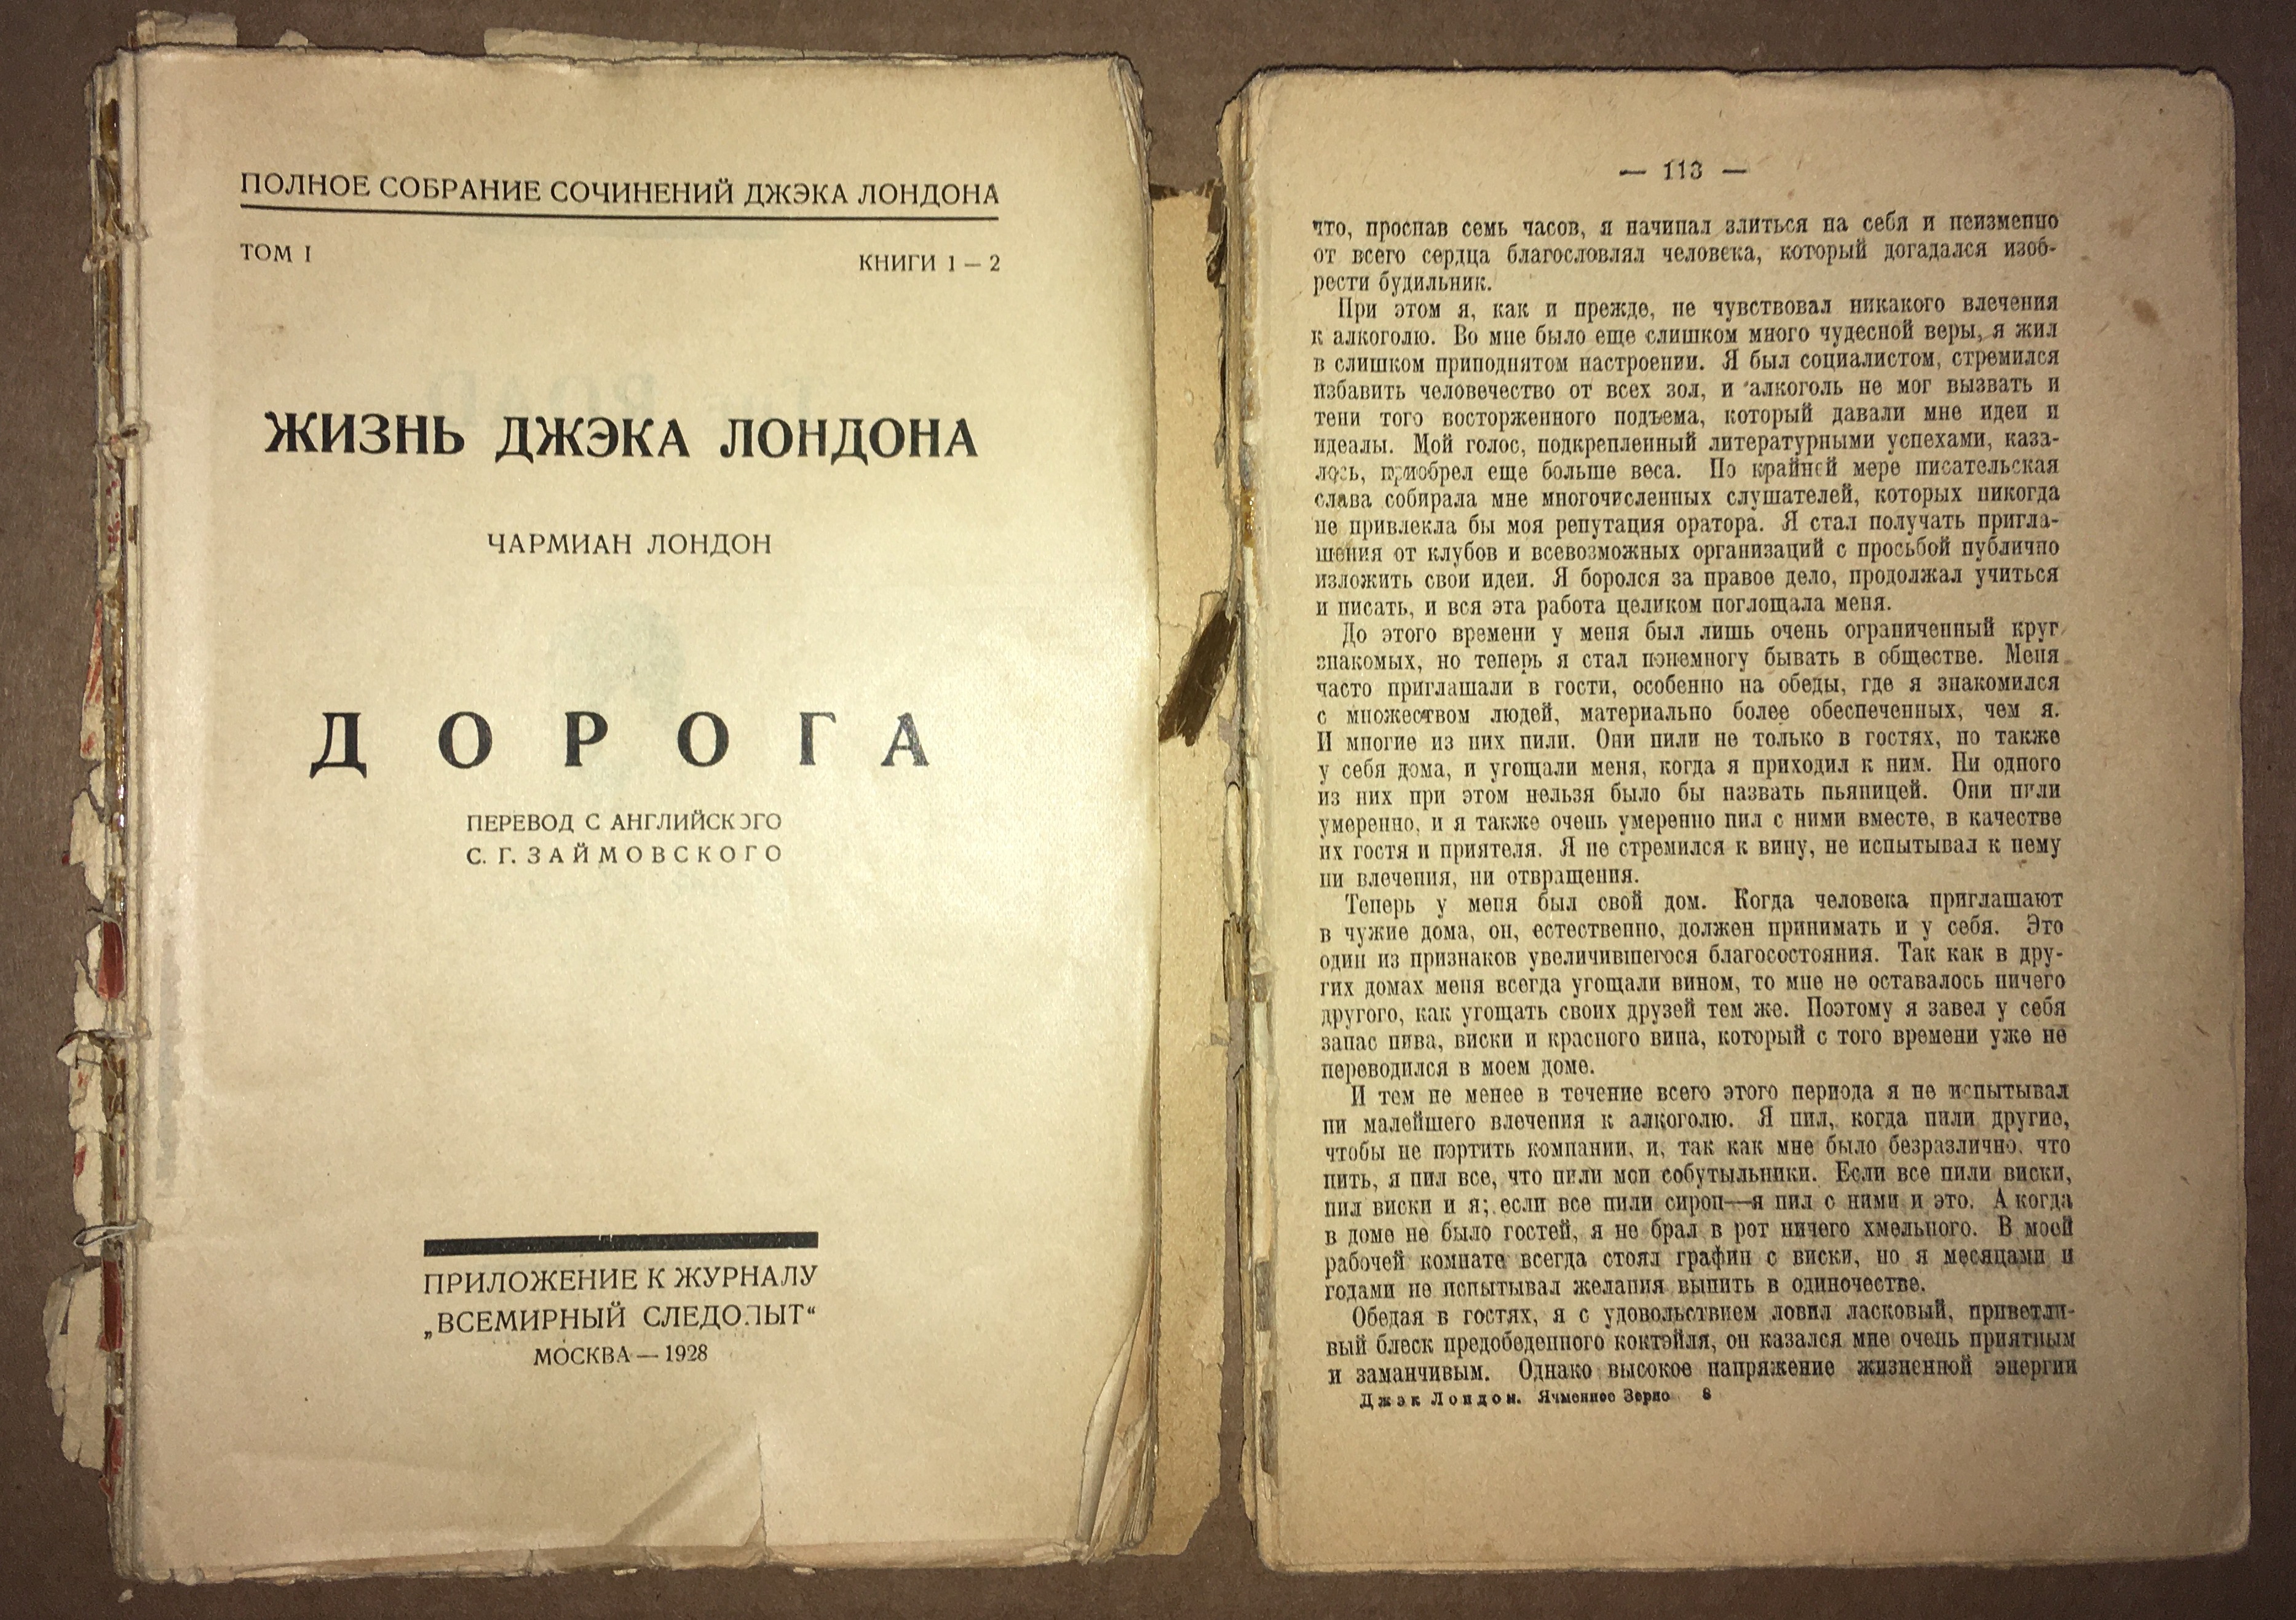 ПОЛНОЕ СОБРАНИЕ СОЧИНЕНИЙ ДЖЭКА ЛОНДОНА
ТОМ I
КНИГИ 1 — 2
ЖИЗНЬ ДЖЭКА ЛОНДОНА
ЧАРМИАН ЛОНДОН
ДОРОГА
ПЕРЕВОД С АНГЛИЙСКОГО
С. Г. ЗАЙМОВСКОГО
ПРИЛОЖЕНИЕ К ЖУРНАЛУ
„ВСЕМИРНЫЙ СЛЕДОПЫТ“
МОСКВА — 1928
— 113 —
что, проспав семь часов, я начинал злиться на себя и неизменно
от всего сердца благословлял человека, который догадался изоб-
рести будильник.
При этом я, как и прежде, не чувствовал никакого влечения
к алкоголю. Во мне было еще слишком много чудесной веры, я жил
в слишком приподнятом настроении. Я был социалистом, стремился
избавить человечество от всех зол, и алкоголь не мог вызвать и
тени того восторженного подъема, который давали мне идеи и
идеалы. Мой голос, подкрепленный литературными успехами, каза-
лось, приобрел еще больше веса. По крайней мере писательская
слава собирала мне многочисленных слушателей, которых никогда
не привлекла бы моя репутация оратора. Я стал получать пригла-
шения от клубов и всевозможных организаций с просьбой публично
изложить свои идеи. Я боролся за правое дело, продолжал учиться
и писать, и вся эта работа целиком поглощала меня.
До этого времени у меня был лишь очень ограниченный круг
знакомых, но теперь я стал понемногу бывать в обществе. Меня
часто приглашали в гости, особенно на обеды, где я знакомился
с множеством людей, материально более обеспеченных, чем я.
И многие из них пили. Они пили не только в гостях, но также
у себя дома, и угощали меня, когда я приходил к ним. Ни одного
из них при этом нельзя было бы назвать пьяницей. Они пили
умеренно, и я также очень умеренно пил с ними вместе, в качестве
их гостя и приятеля. Я не стремился к вину, не испытывал к нему
ни влечения, ни отвращения.
Теперь у меня был свой дом. Когда человека приглашают
в чужие дома, он, естественно, должен принимать и у себя. Это
один из признаков увеличившегося благосостояния. Так как в дру-
гих домах меня всегда угощали вином, то мне не оставалось ничего
другого, как угощать своих друзей тем же. Поэтому я завел у себя
запас пива, виски и красного вина, который с того времени уже не
переводился в моем доме.
И тем не менее в течение всего этого периода я не испытывал
ни малейшего влечения к алкоголю. Я пил, когда пили другие,
чтобы не портить компании, и, так как мне было безразлично, что
пить, я пил все, что пили мои собутыльники. Если все пили виски,
пил виски и я; если все пили сироп—я пил с ними и это. А когда
в доме не было гостей, я не брал в рот ничего хмельного. В моей
рабочей комнате всегда стоял графин с виски, но я месяцами и
годами не испытывал желания выпить в одиночестве.
Обедая в гостях, я с удовольствием ловил ласковый, приветли-
вый блеск предобеденного коктэйля, он казался мне очень приятным
и заманчивым. Однако высокое напряжение жизненной энергии
Джэк Лондон. Ячменное Зерно 8